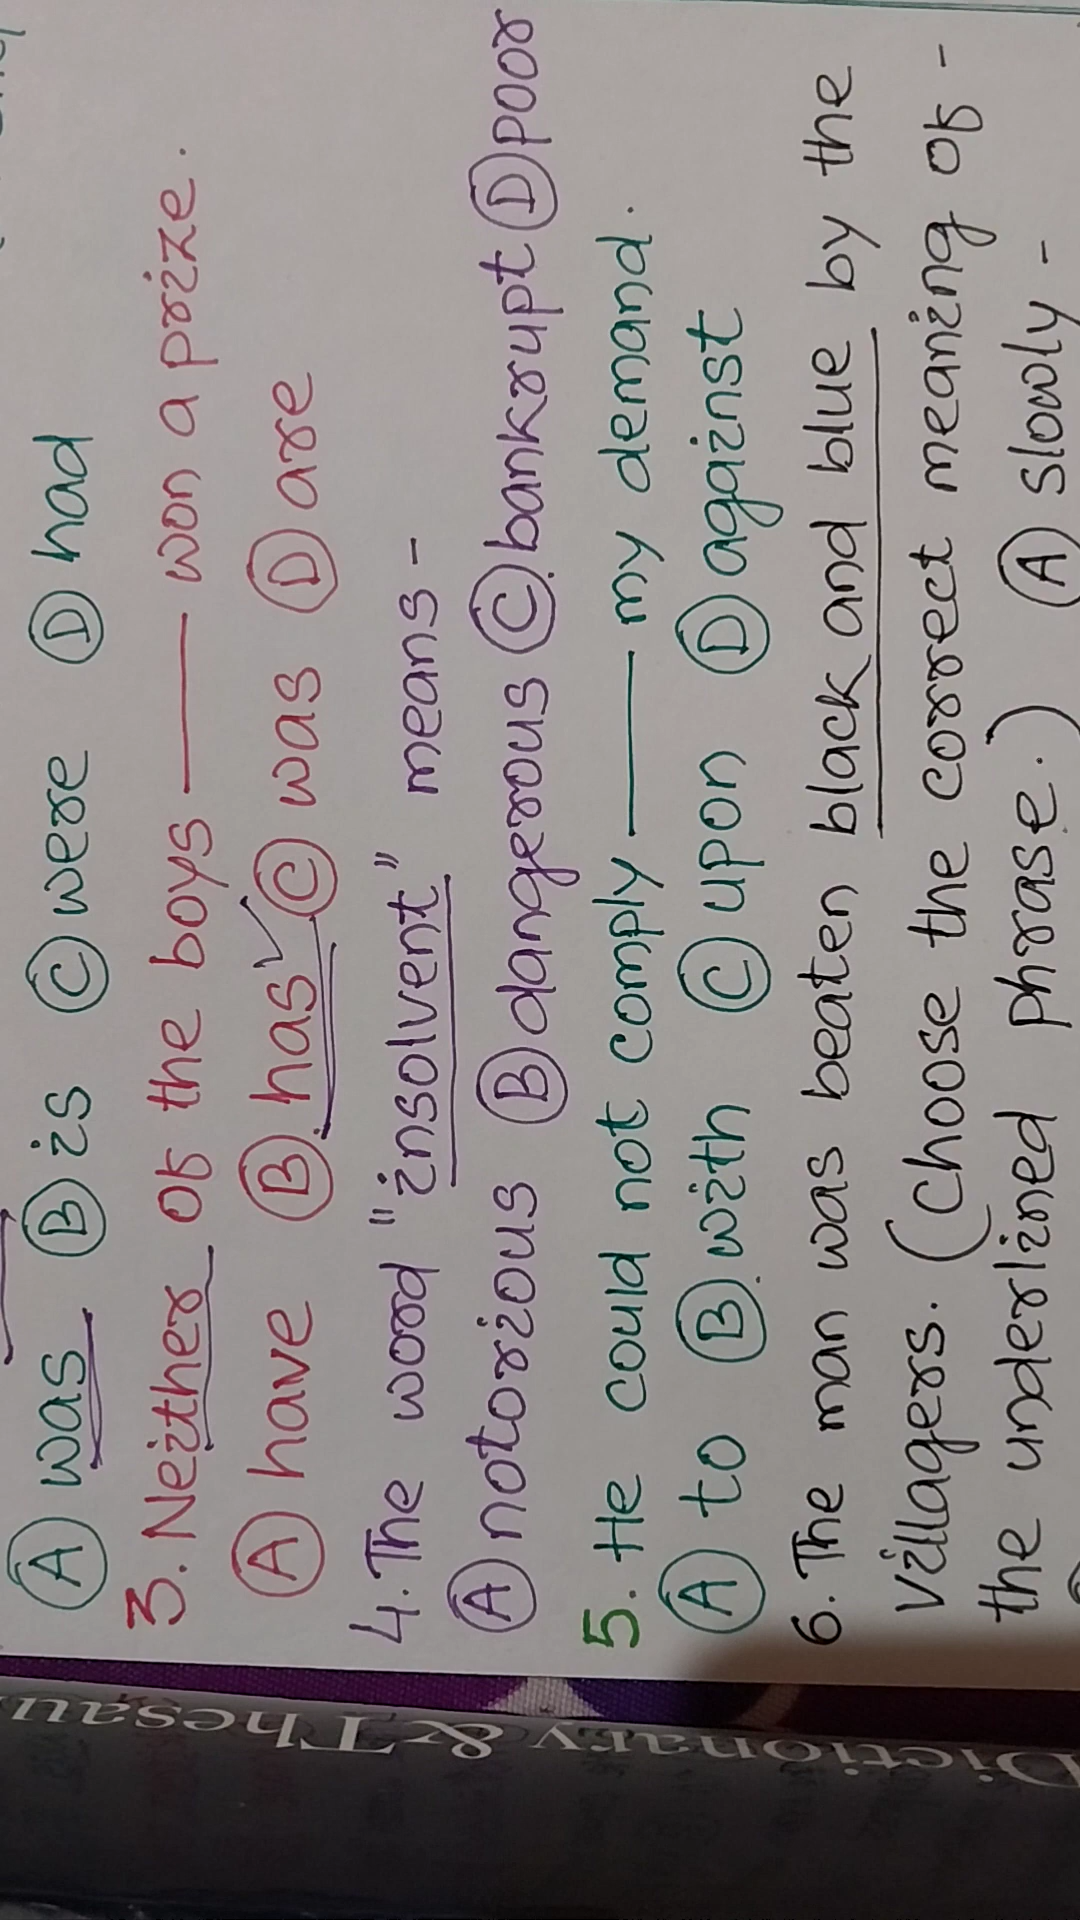 (A) was (B) is (C) were (D) had
3. Neither of the boys —— won a prize.
(A) have (B) has ✓ (C) was (D) are
4. The word "insolvent" means -
(A) notorious (B) dangerous (C) bankrupt (D) poor
5. He could not comply —— my demand.
(A) to (B) with (C) upon (D) against
6. The man was beaten black and blue by the
villagers. (Choose the correct meaning of -
the underlined phrase.) (A) slowly -
Dictionary & Thesau